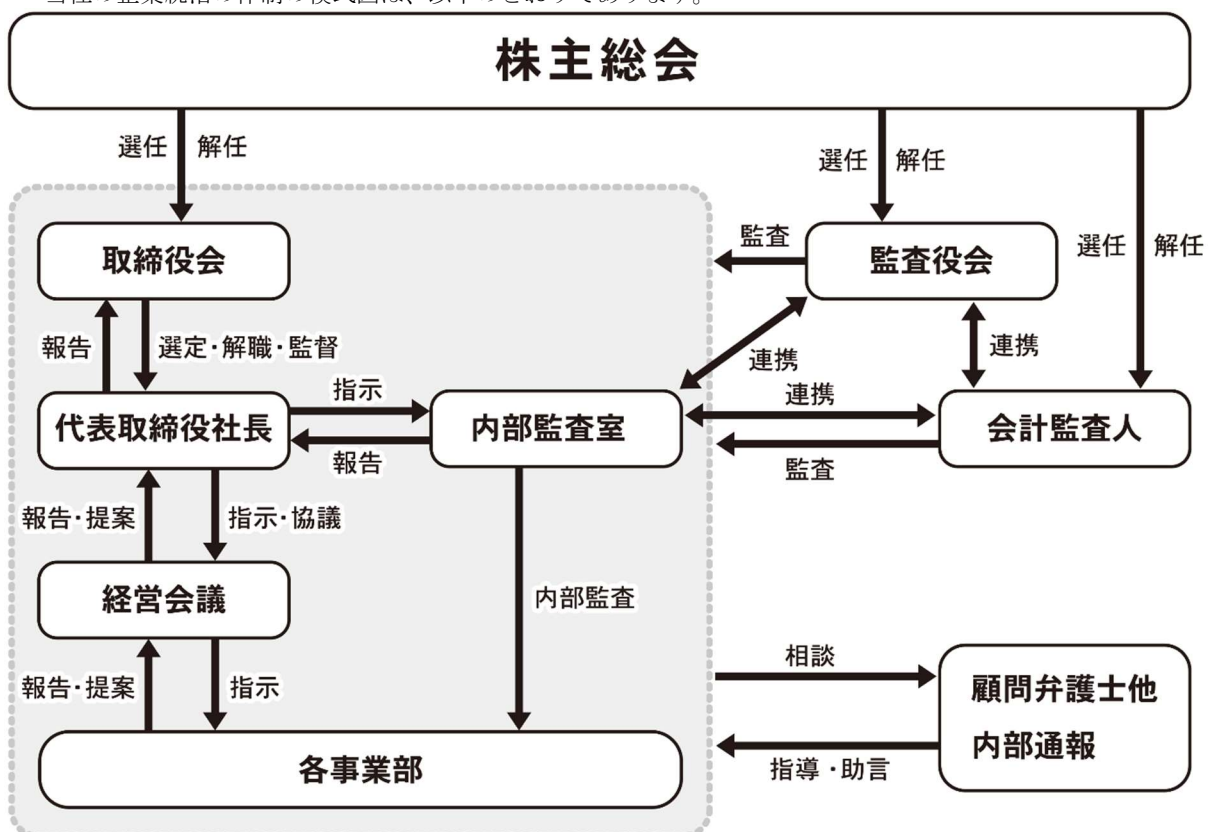 株主総会
選任 解任
選任 解任
選任 解任
取締役会
監査
監査役会
報告
選定・解職・監督
連携
連携
代表取締役社長
指示
報告
内部監査室
連携
監査
会計監査人
報告・提案
指示・協議
経営会議
内部監査
報告・提案
指示
相談
指導・助言
顧問弁護士他
内部通報
各事業部